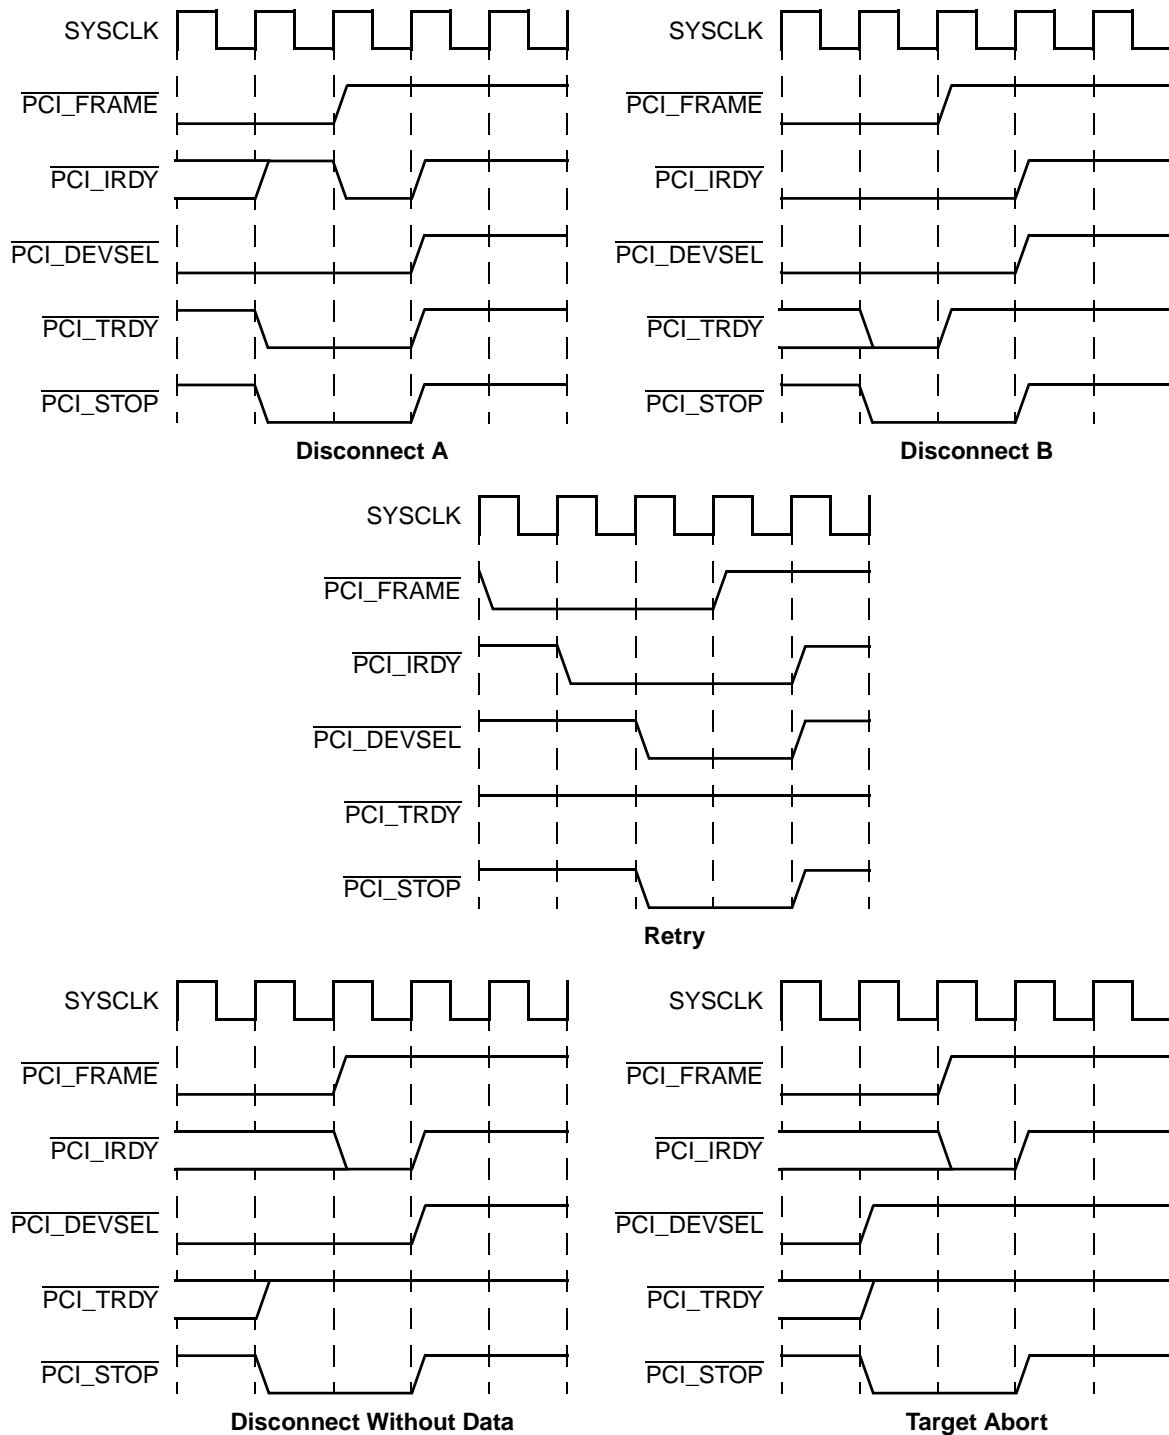 SYSCLK
PCI_FRAME
PCI_IRDY
PCI_DEVSEL
PCI_TRDY
PCI_STOP
Disconnect A
SYSCLK
PCI_FRAME
PCI_IRDY
PCI_DEVSEL
PCI_TRDY
PCI_STOP
Disconnect B
SYSCLK
PCI_FRAME
PCI_IRDY
PCI_DEVSEL
PCI_TRDY
PCI_STOP
Retry
SYSCLK
PCI_FRAME
PCI_IRDY
PCI_DEVSEL
PCI_TRDY
PCI_STOP
Disconnect Without Data
SYSCLK
PCI_FRAME
PCI_IRDY
PCI_DEVSEL
PCI_TRDY
PCI_STOP
Target Abort